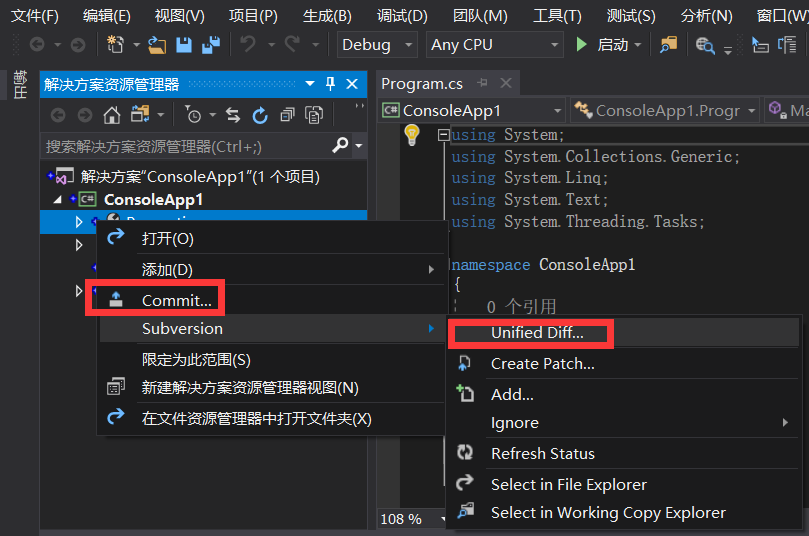 文件(F) 编辑(E) 视图(V) 项目(P) 生成(B) 调试(D) 团队(M) 工具(T) 测试(S) 分析(N) 窗口(W
Debug Any CPU 启动
输出
解决方案资源管理器
搜索解决方案资源管理器(Ctrl+;)
解决方案“ConsoleApp1”(1 个项目)
ConsoleApp1
打开(O)
添加(D)
Commit...
Subversion
限定为此范围(S)
新建解决方案资源管理器视图(N)
在文件资源管理器中打开文件夹(X)
Program.cs
C# ConsoleApp1 ConsoleApp1.Progr Ma
using System;
using System.Collections.Generic;
using System.Linq;
using System.Text;
using System.Threading.Tasks;
namespace ConsoleApp1
{
0 个引用
Unified Diff...
Create Patch...
Add...
Ignore
Refresh Status
Select in File Explorer
Select in Working Copy Explorer
108 %